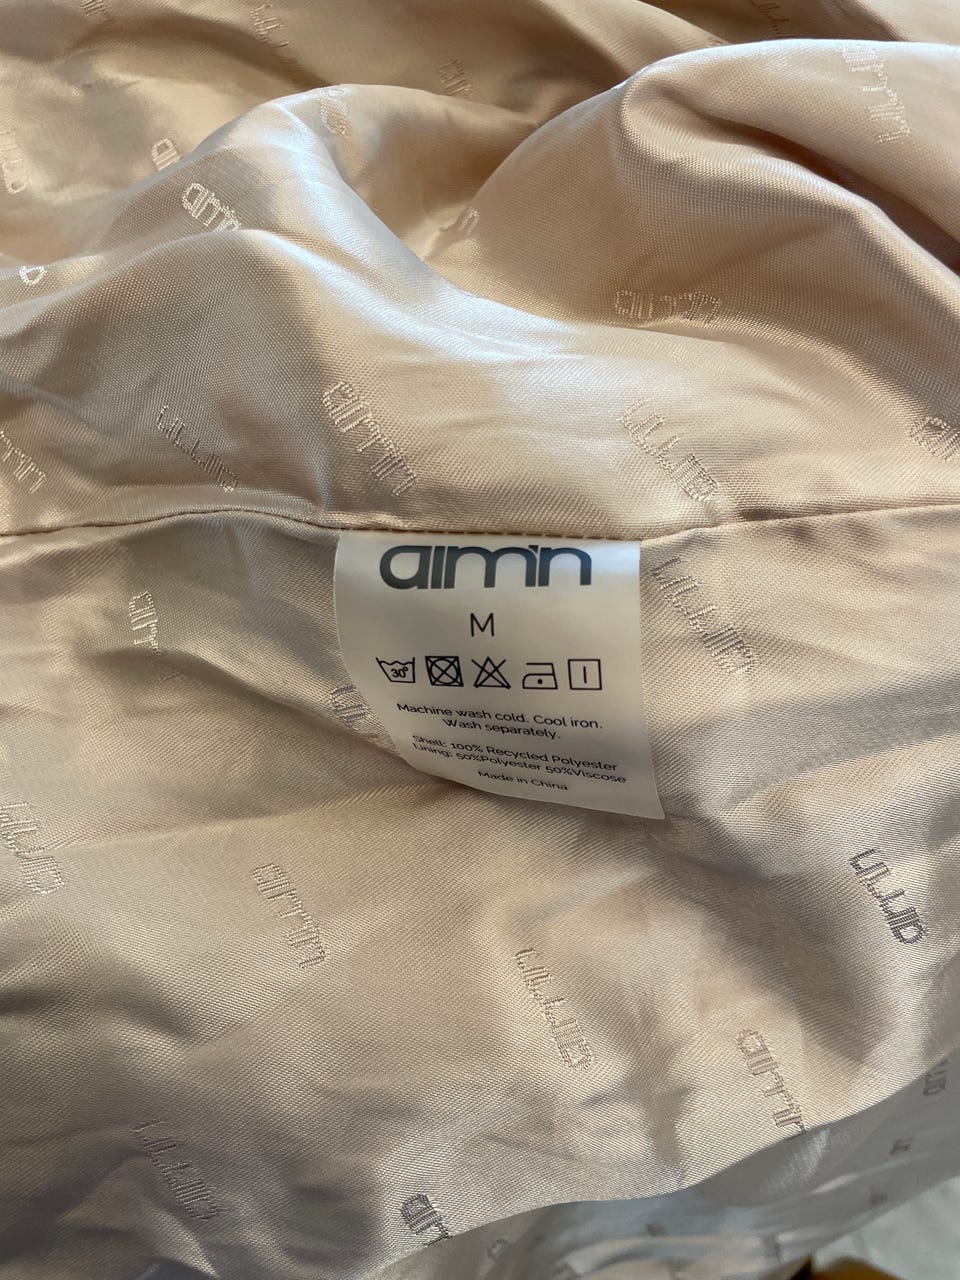 aim'n
M
30°
Machine wash cold. Cool iron.
Wash separately.
Shell: 100% Recycled Polyester
Lining: 50%Polyester 50%Viscose
Made in China